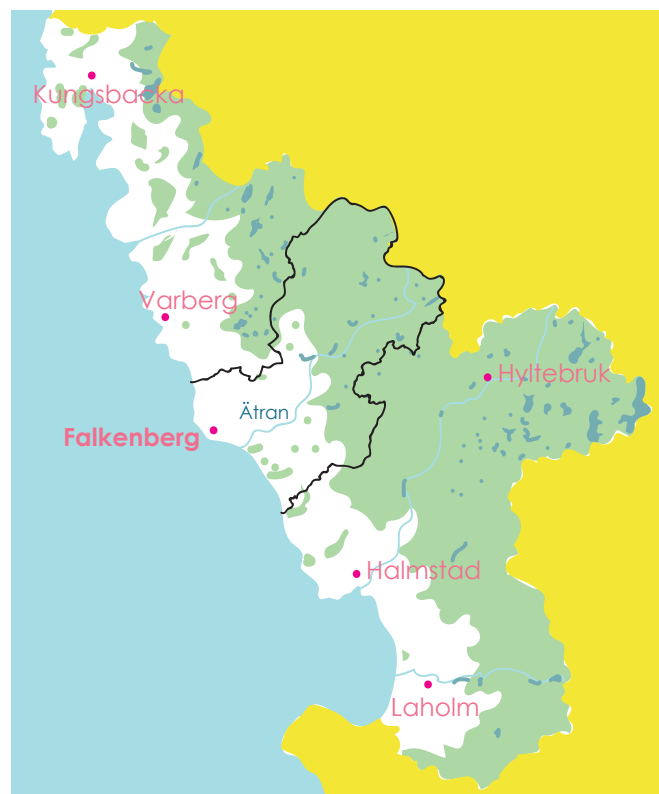 Kungsbacka
Varberg
Hyltebruk
Ätran
Falkenberg
Halmstad
Laholm